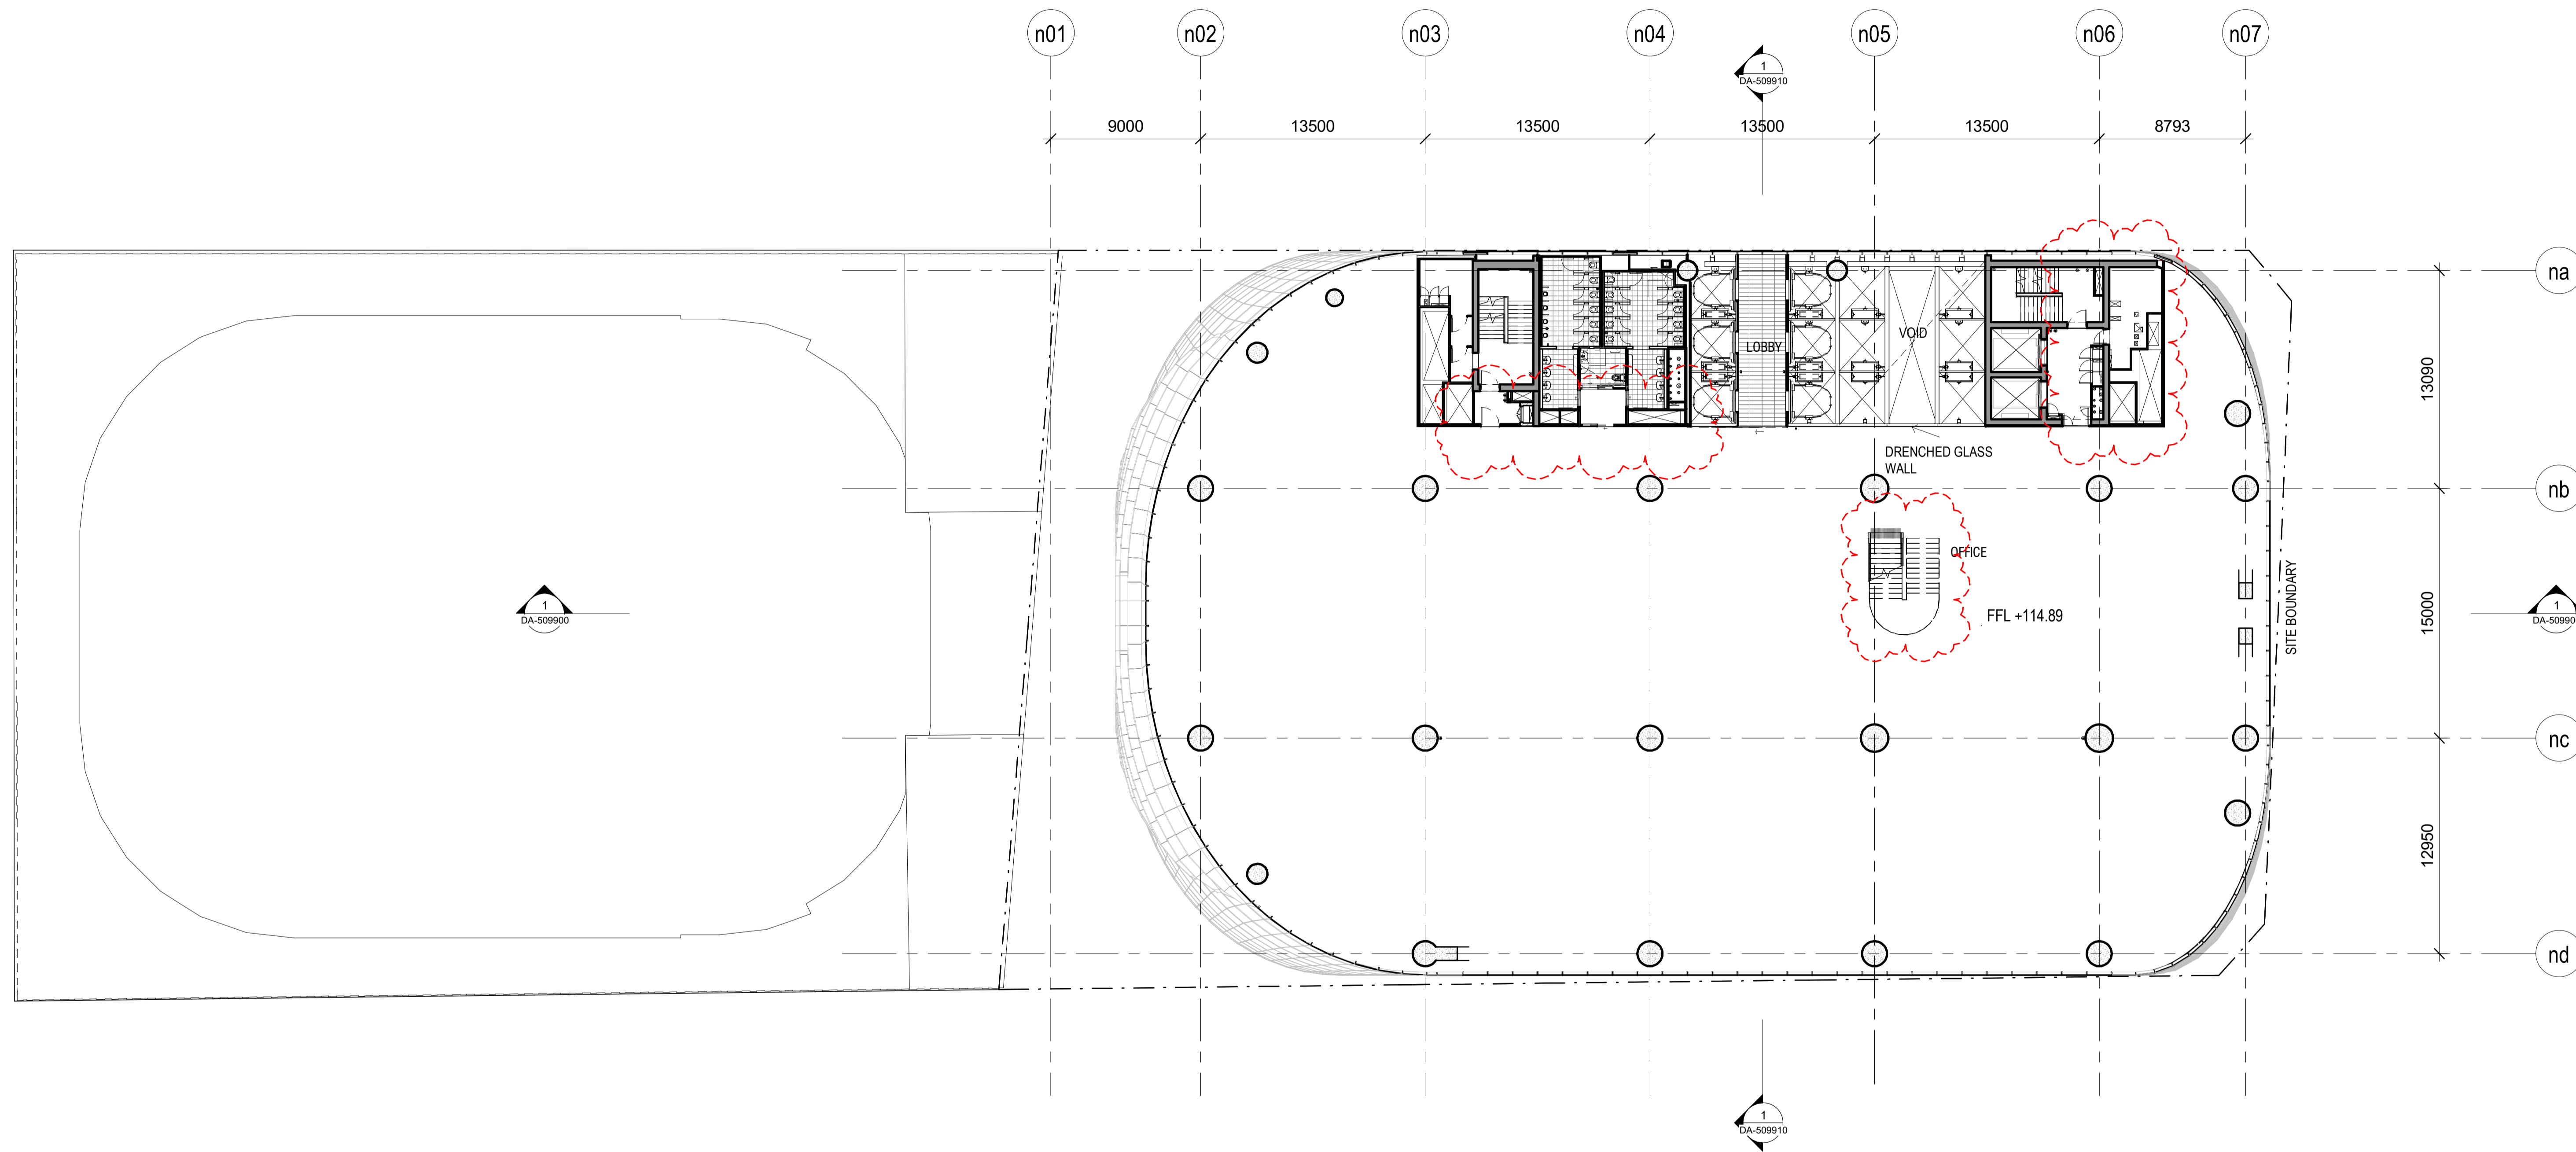 n01
n02
n03
n04
n05
n06
n07
1
DA-509910
9000
13500
13500
13500
13500
8793
na
13090
LOBBY
VOID
DRENCHED GLASS
WALL
nb
OFFICE
FFL +114.89
SITE BOUNDARY
15000
1
DA-509900
1
DA-50990
nc
12950
nd
1
DA-509910